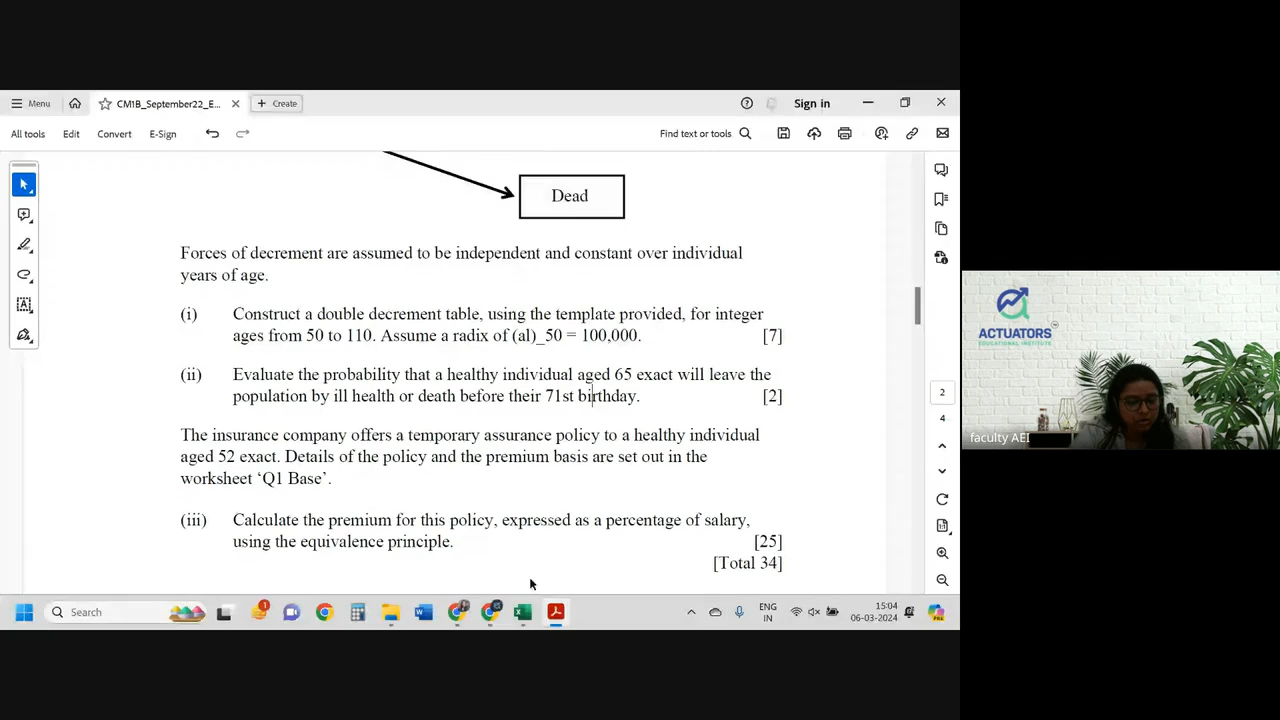 Menu
CM1B_September22_E...
Create
Sign in
All tools
Edit
Convert
E-Sign
Find text or tools
Dead
Forces of decrement are assumed to be independent and constant over individual
years of age.
(i) Construct a double decrement table, using the template provided, for integer
ages from 50 to 110. Assume a radix of (al)_50 = 100,000. [7]
(ii) Evaluate the probability that a healthy individual aged 65 exact will leave the
population by ill health or death before their 71st birthday. [2]
The insurance company offers a temporary assurance policy to a healthy individual
aged 52 exact. Details of the policy and the premium basis are set out in the
worksheet ‘Q1 Base’.
(iii) Calculate the premium for this policy, expressed as a percentage of salary,
using the equivalence principle. [25]
[Total 34]
2
4
ACTUATORS
EDUCATIONAL INSTITUTE
faculty AEI
Search
1
ENG
IN
15:04
06-03-2024